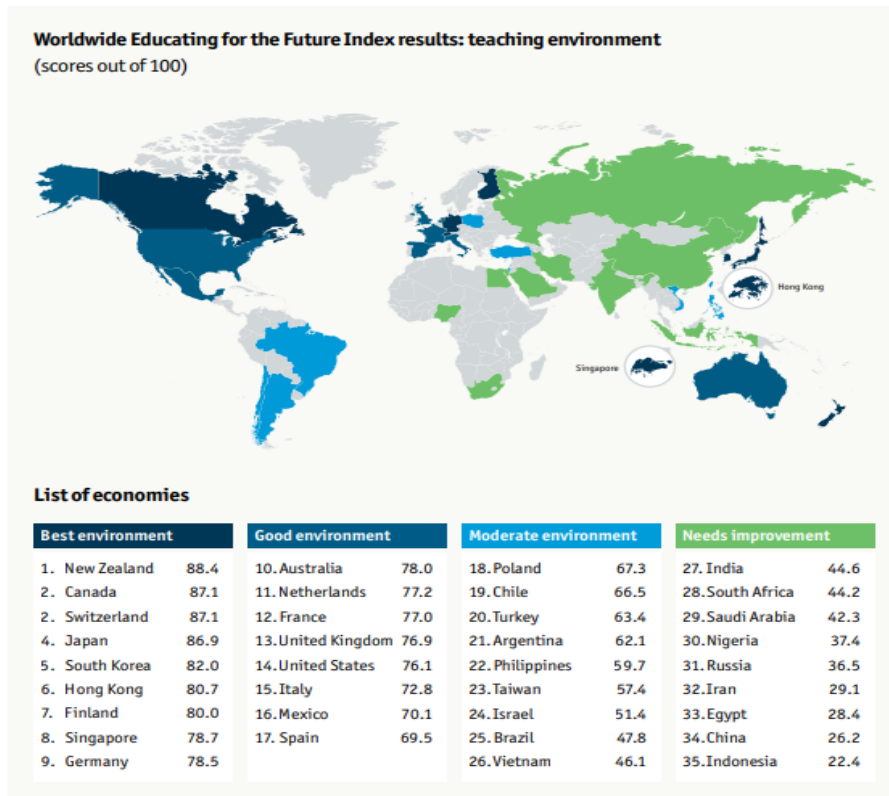 Worldwide Educating for the Future Index results: teaching environment
(scores out of 100)
Hong Kong
Singapore
List of economies
Best environment
1. New Zealand 88.4
2. Canada 87.1
2. Switzerland 87.1
4. Japan 86.9
5. South Korea 82.0
6. Hong Kong 80.7
7. Finland 80.0
8. Singapore 78.7
9. Germany 78.5
Good environment
10. Australia 78.0
11. Netherlands 77.2
12. France 77.0
13. United Kingdom 76.9
14. United States 76.1
15. Italy 72.8
16. Mexico 70.1
17. Spain 69.5
Moderate environment
18. Poland 67.3
19. Chile 66.5
20. Turkey 63.4
21. Argentina 62.1
22. Philippines 59.7
23. Taiwan 57.4
24. Israel 51.4
25. Brazil 47.8
26. Vietnam 46.1
Needs improvement
27. India 44.6
28. South Africa 44.2
29. Saudi Arabia 42.3
30. Nigeria 37.4
31. Russia 36.5
32. Iran 29.1
33. Egypt 28.4
34. China 26.2
35. Indonesia 22.4